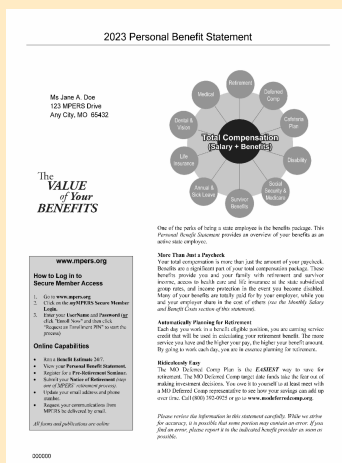 2023 Personal Benefit Statement
Ms Jane A. Doe
123 MPERS Drive
Any City, MO 65432
Retirement
Deferred
Comp
Cafeteria
Plan
Disability
Social
Security &
Medicare
Survivor
Benefits
Annual &
Sick Leave
Life
Insurance
Dental &
Vision
Medical
Total Compensation
(Salary + Benefits)
The
VALUE
of Your
BENEFITS
One of the perks of being a state employee is the benefits package. This
Personal Benefit Statement provides an overview of your benefits as an
active state employee.
More Than Just a Paycheck
Your total compensation is more than just the amount of your paycheck.
Benefits are a significant part of your total compensation package. These
benefits provide you and your family with retirement and survivor
income, access to health care and life insurance at the state subsidized
group rates, and income protection in the event you become disabled.
Many of your benefits are totally paid for by your employer, while you
and your employer share in the cost of others (see the Monthly Salary
and Benefit Costs section of this statement).
Automatically Planning for Retirement
Each day you work in a benefit eligible position, you are earning service
credit that will be used in calculating your retirement benefit. The more
service you have and the higher your pay, the higher your benefit amount.
By going to work each day, you are in essence planning for retirement.
Ridiculously Easy
The MO Deferred Comp Plan is the EASIEST way to save for
retirement. The MO Deferred Comp target date funds take the fear out of
making investment decisions. You owe it to yourself to at least meet with
a MO Deferred Comp representative to see how your savings can add up
over time. Call (800) 392-0925 or go to www.modeferredcomp.org.
Please review the information in this statement carefully. While we strive
for accuracy, it is possible that some portion may contain an error. If you
find an error, please report it to the indicated benefit provider as soon as
possible.
www.mpers.org
How to Log in to
Secure Member Access
1. Go to www.mpers.org
2. Click on the myMPERS Secure Member
Login.
3. Enter your UserName and Password (or
click "Enroll Now" and then click
"Request an Enrollment PIN" to start the
process)
Online Capabilities
• Run a Benefit Estimate 24/7.
• View your Personal Benefit Statement.
• Register for a Pre-Retirement Seminar.
• Submit your Notice of Retirement (step
one of MPERS' retirement process).
• Update your email address and phone
number.
• Request your communications from
MPERS be delivered by email.
All forms and publications are online
000000